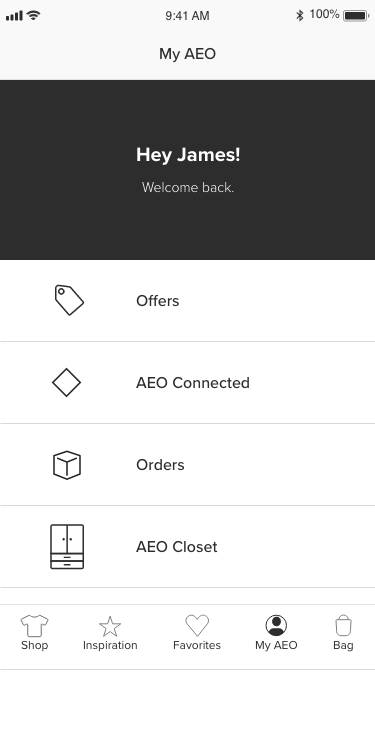 9:41 AM
100%
My AEO
Hey James!
Welcome back.
Offers
AEO Connected
Orders
AEO Closet
Shop
Inspiration
Favorites
My AEO
Bag